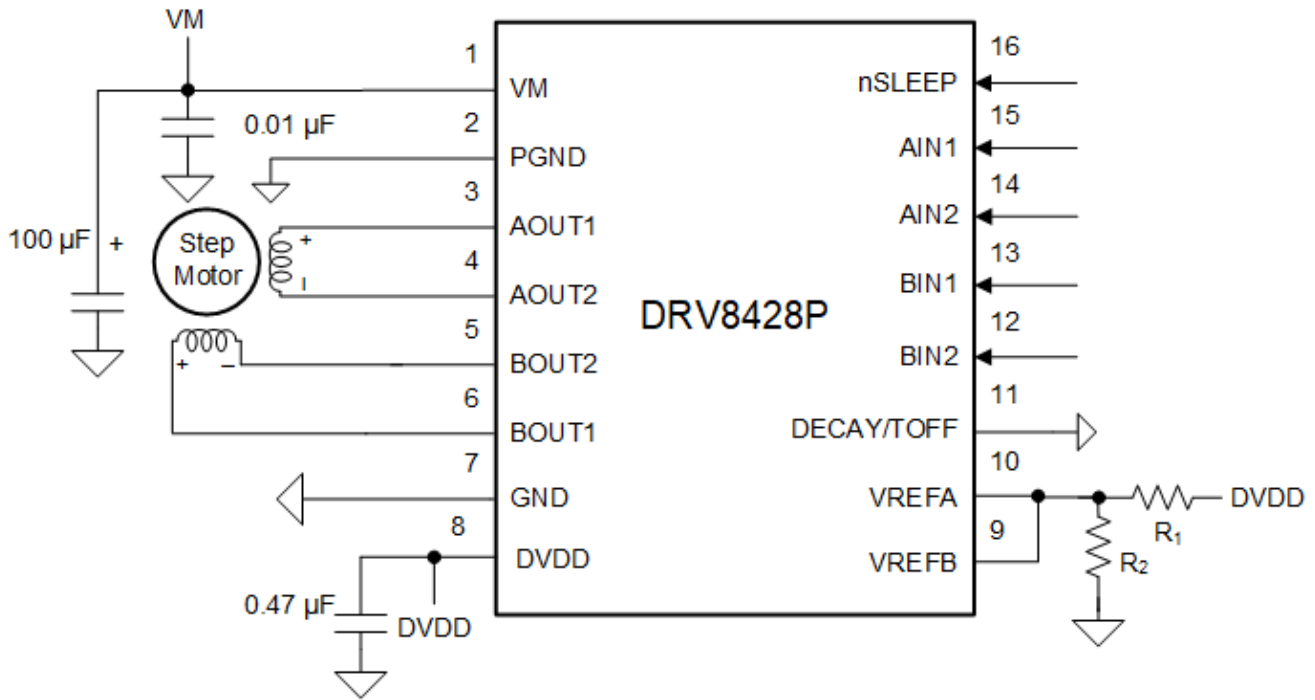 VM
1
VM
0.01 µF
2
PGND
3
AOUT1
100 µF +
Step
Motor
+
–
4
AOUT2
5
BOUT2
+ –
6
BOUT1
7
GND
8
DVDD
0.47 µF
DVDD
DRV8428P
16
nSLEEP
15
AIN1
14
AIN2
13
BIN1
12
BIN2
11
DECAY/TOFF
10
VREFA
9
VREFB
R₁
DVDD
R₂